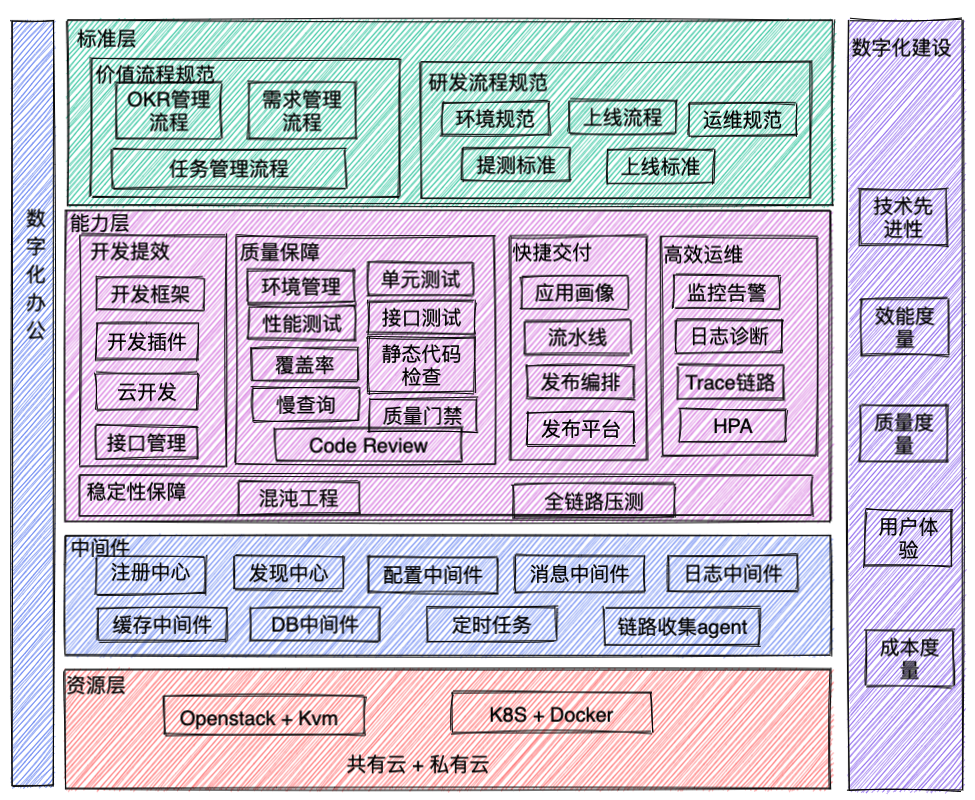 数
字
化
办
公
标准层
价值流程规范
OKR管理
流程
需求管理
流程
任务管理流程
研发流程规范
环境规范
上线流程
运维规范
提测标准
上线标准
能力层
开发提效
开发框架
开发插件
云开发
接口管理
质量保障
环境管理
单元测试
性能测试
接口测试
覆盖率
静态代码
检查
慢查询
质量门禁
Code Review
快捷交付
应用画像
流水线
发布编排
发布平台
高效运维
监控告警
日志诊断
Trace链路
HPA
稳定性保障
混沌工程
全链路压测
中间件
注册中心
发现中心
配置中间件
消息中间件
日志中间件
缓存中间件
DB中间件
定时任务
链路收集agent
资源层
Openstack + Kvm
K8S + Docker
共有云 + 私有云
数字化建设
技术先
进性
效能度
量
质量度
量
用户体
验
成本度
量